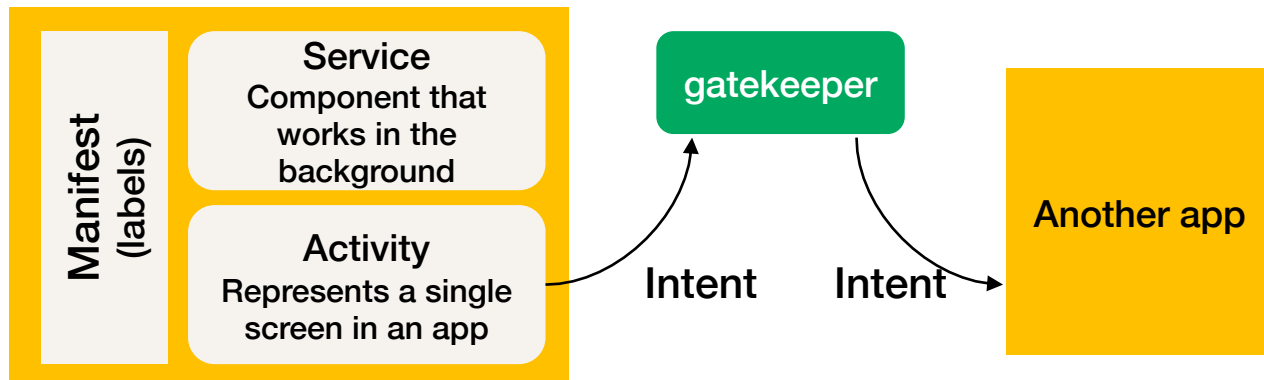 Manifest
(labels)
Service
Component that
works in the
background
Activity
Represents a single
screen in an app
gatekeeper
Intent
Intent
Another app